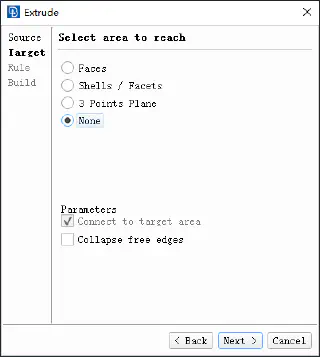 Extrude
Source
Target
Rule
Build
Select area to reach
Faces
Shells / Facets
3 Points Plane
None
Parameters
Connect to target area
Collapse free edges
< Back
Next >
Cancel